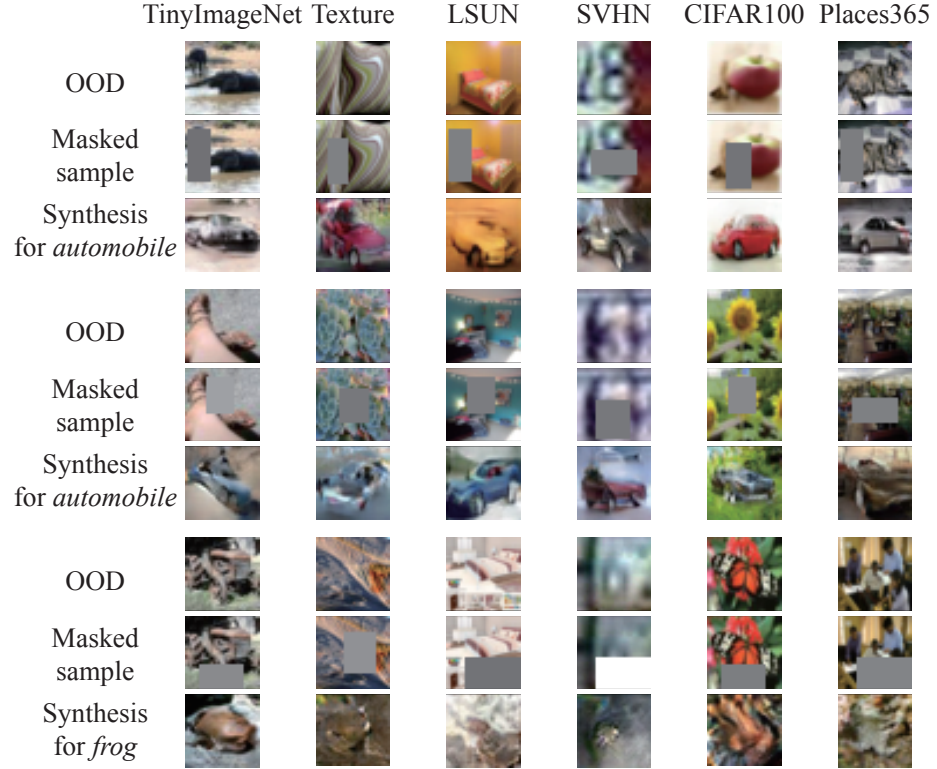 TinyImageNet Texture LSUN SVHN CIFAR100 Places365
OOD
Masked
sample
Synthesis
for automobile
OOD
Masked
sample
Synthesis
for automobile
OOD
Masked
sample
Synthesis
for frog